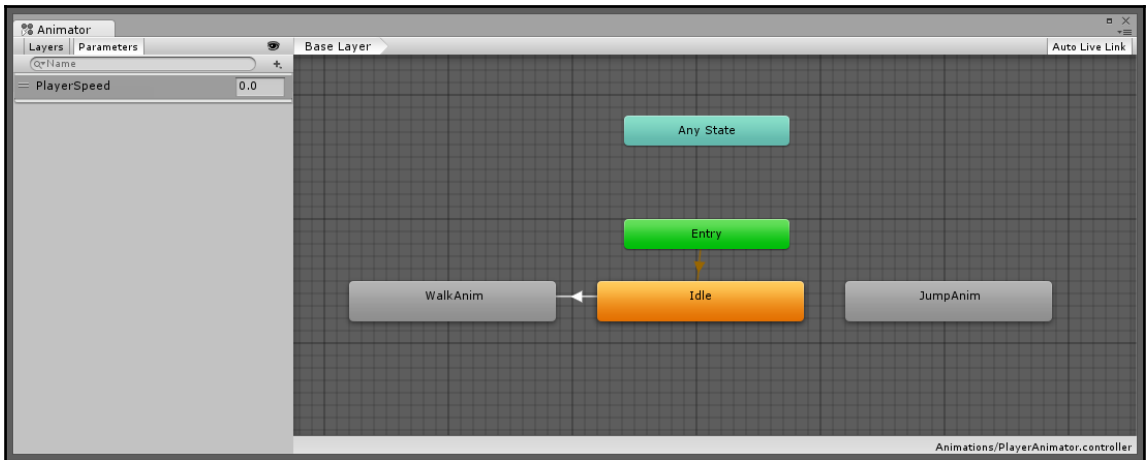 Animator
Layers Parameters
Base Layer
Auto Live Link
Name
PlayerSpeed 0.0
Any State
Entry
WalkAnim
Idle
JumpAnim
Animations/PlayerAnimator.controller